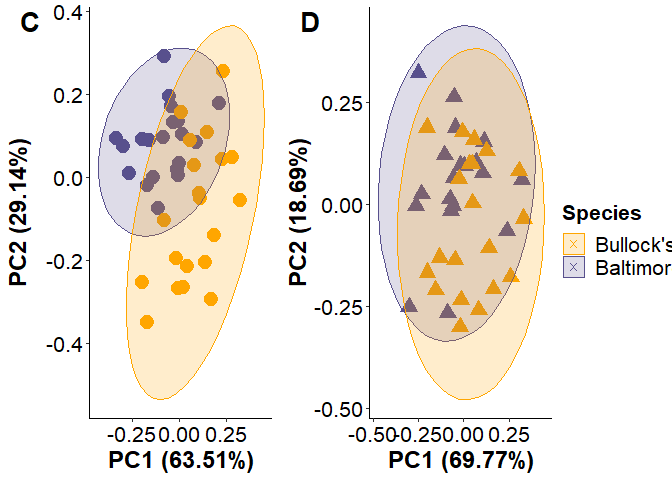 C
0.4
0.2
0.0
-0.2
-0.4
PC2 (29.14%)
-0.25 0.00 0.25
PC1 (63.51%)
D
0.25
0.00
-0.25
-0.50
PC2 (18.69%)
-0.50 -0.25 0.00 0.25
PC1 (69.77%)
Species
Bullock's
Baltimor